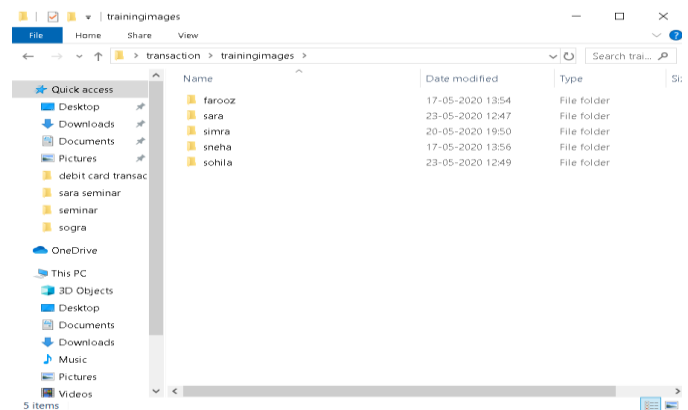 trainingimages
File Home Share View
transaction > trainingimages >
Search trai...
Name Date modified Type Si:
Quick access
Desktop
Downloads
Documents
Pictures
debit card transac
sara seminar
seminar
sogra
OneDrive
This PC
3D Objects
Desktop
Documents
Downloads
Music
Pictures
Videos
farooz 17-05-2020 13:54 File folder
sara 23-05-2020 12:47 File folder
simra 20-05-2020 19:50 File folder
sneha 17-05-2020 13:56 File folder
sohila 23-05-2020 12:49 File folder
5 items